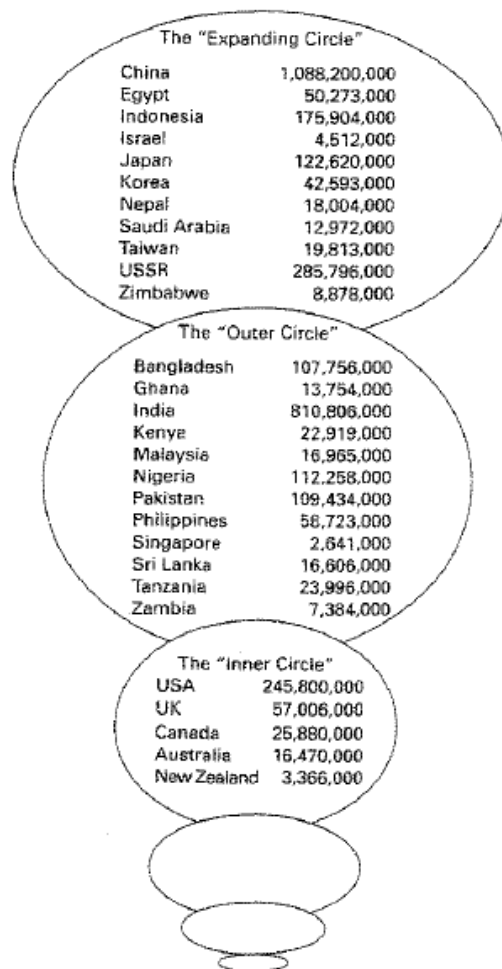 The "Expanding Circle"
China 1,088,200,000
Egypt 50,273,000
Indonesia 175,904,000
Israel 4,512,000
Japan 122,620,000
Korea 42,593,000
Nepal 18,004,000
Saudi Arabia 12,972,000
Taiwan 19,813,000
USSR 285,796,000
Zimbabwe 8,878,000
The "Outer Circle"
Bangladesh 107,756,000
Ghana 13,754,000
India 810,806,000
Kenya 22,919,000
Malaysia 16,965,000
Nigeria 112,258,000
Pakistan 109,434,000
Philippines 58,723,000
Singapore 2,641,000
Sri Lanka 16,606,000
Tanzania 23,996,000
Zambia 7,384,000
The "Inner Circle"
USA 245,800,000
UK 57,006,000
Canada 25,880,000
Australia 16,470,000
New Zealand 3,366,000